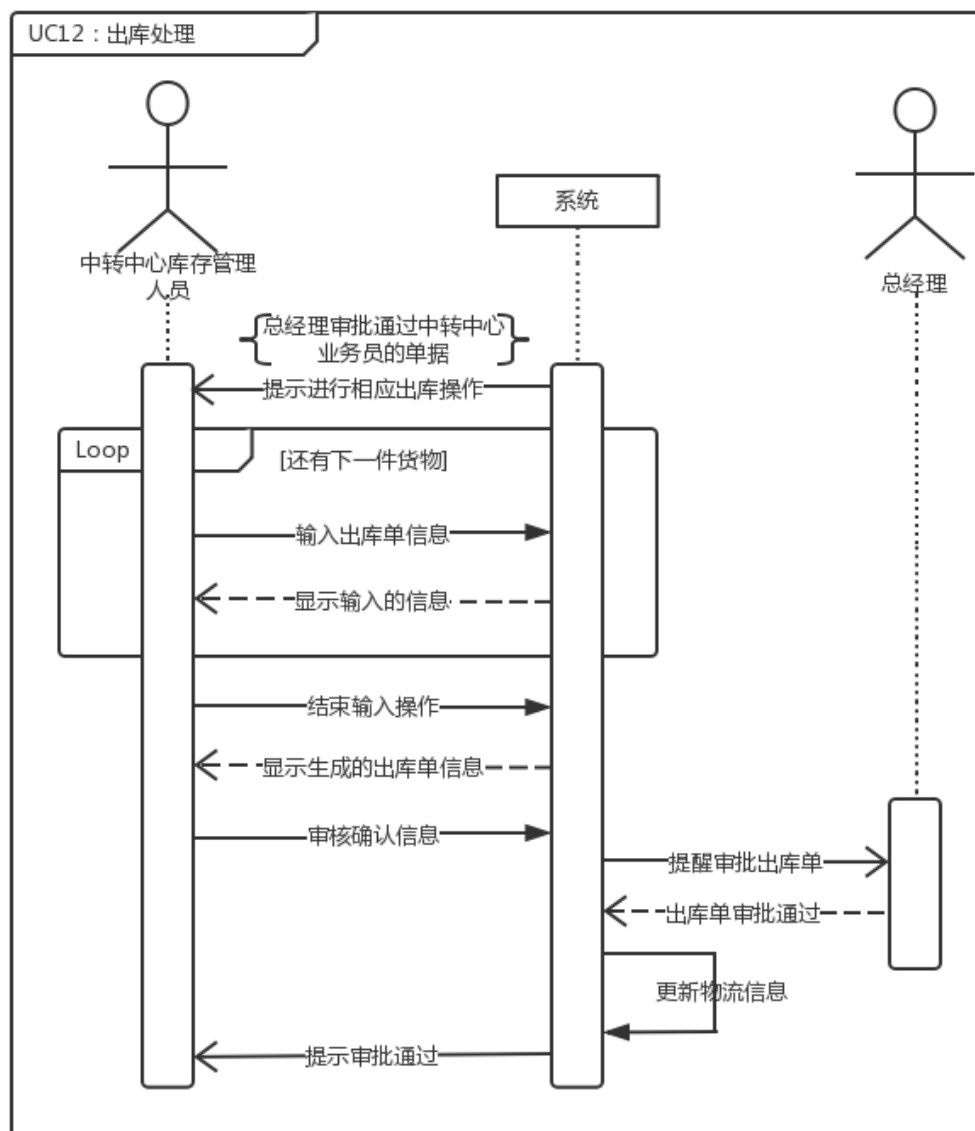 UC12：出库处理
系统
中转中心库存管理
人员
总经理
总经理审批通过中转中心
业务员的单据
提示进行相应出库操作
Loop
[还有下一件货物]
输入出库单信息
显示输入的信息
结束输入操作
显示生成的出库单信息
审核确认信息
提醒审批出库单
出库单审批通过
更新物流信息
提示审批通过